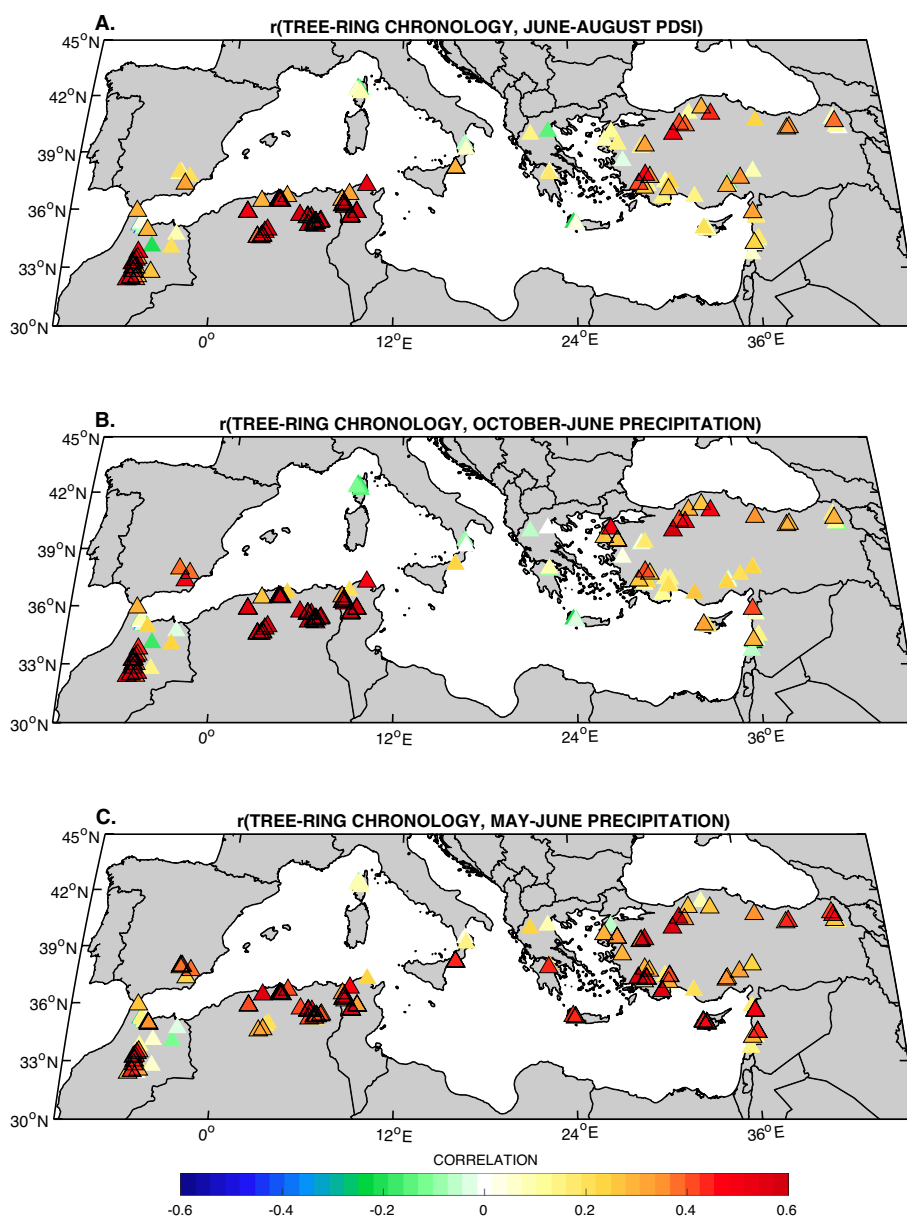 A.
r(TREE-RING CHRONOLOGY, JUNE-AUGUST PDSI)
45°N
42°N
39°N
36°N
33°N
30°N
0° 12°E 24°E 36°E
B.
r(TREE-RING CHRONOLOGY, OCTOBER-JUNE PRECIPITATION)
45°N
42°N
39°N
36°N
33°N
30°N
0° 12°E 24°E 36°E
C.
r(TREE-RING CHRONOLOGY, MAY-JUNE PRECIPITATION)
45°N
42°N
39°N
36°N
33°N
30°N
0° 12°E 24°E 36°E
CORRELATION
-0.6 -0.4 -0.2 0 0.2 0.4 0.6